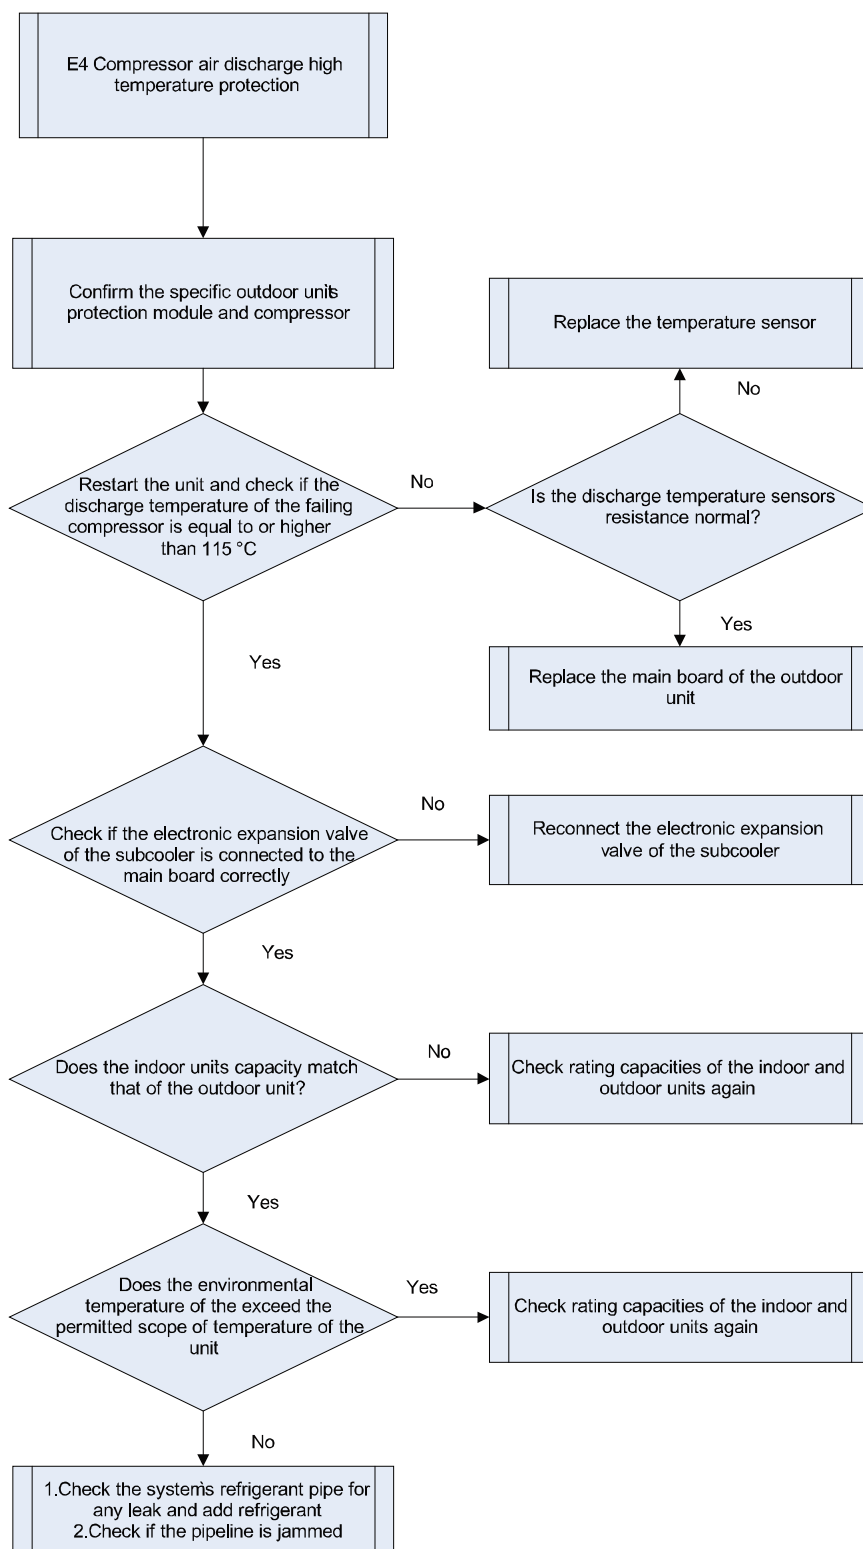 E4 Compressor air discharge high
temperature protection
Confirm the specific outdoor units
protection module and compressor
Replace the temperature sensor
No
Restart the unit and check if the
discharge temperature of the failing
compressor is equal to or higher
than 115 °C
No
Is the discharge temperature sensors
resistance normal?
Yes
Yes
Replace the main board of the outdoor
unit
Check if the electronic expansion valve
of the subcooler is connected to the
main board correctly
No
Reconnect the electronic expansion
valve of the subcooler
Yes
Does the indoor units capacity match
that of the outdoor unit?
No
Check rating capacities of the indoor and
outdoor units again
Yes
Does the environmental
temperature of the exceed the
permitted scope of temperature of the
unit
Yes
Check rating capacities of the indoor and
outdoor units again
No
1.Check the system's refrigerant pipe for
any leak and add refrigerant
2.Check if the pipeline is jammed